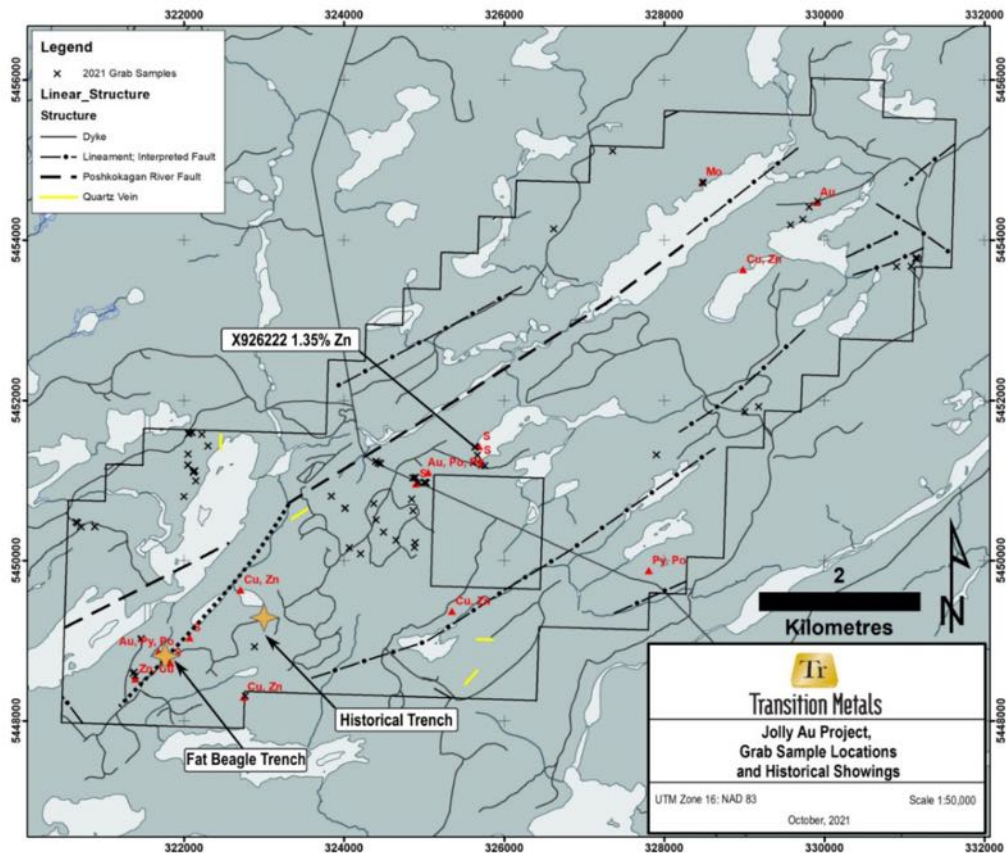 322000 324000 326000 328000 330000 332000
Legend
2021 Grab Samples
Linear_Structure
Structure
Dyke
Lineament; Interpreted Fault
Poshkokagan River Fault
Quartz Vein
5456000
5456000
Mo
Au
5454000
5454000
Cu, Zn
X926222 1.35% Zn
5452000
5452000
S
S
Au, Po,
S
5450000
5450000
Py, Po
Cu, Zn
Cu, Zn
2
Kilometres
N
S
Au, Py, Po
S
Zn, Cu
Cu, Zn
Historical Trench
Fat Beagle Trench
5448000
5448000
Tr
Transition Metals
Jolly Au Project,
Grab Sample Locations
and Historical Showings
UTM Zone 16: NAD 83 Scale 1:50,000
October, 2021
322000 324000 326000 328000 330000 332000